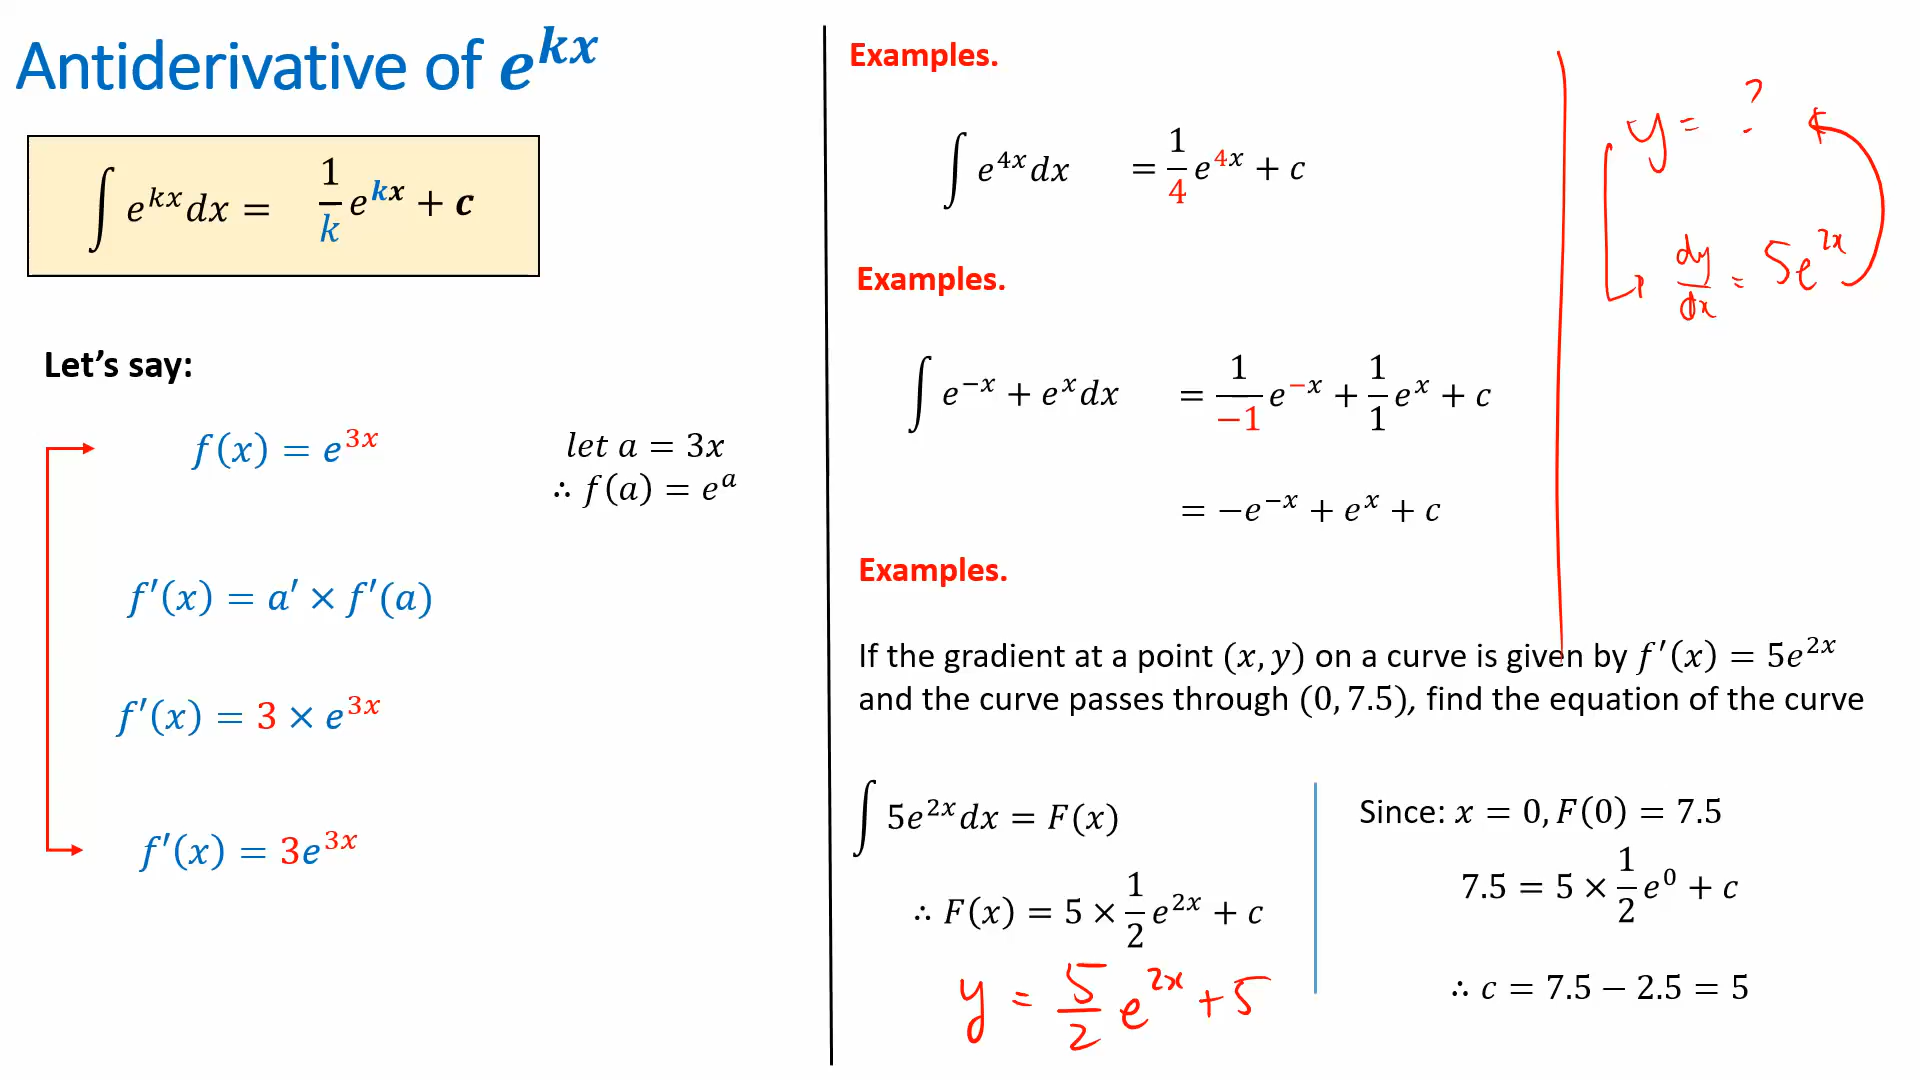 Antiderivative of e^{kx}
∫ e^{kx} dx = 1/k e^{kx} + c
Let's say:
f(x) = e^{3x}
let a = 3x
∴ f(a) = e^a
f′(x) = a′ × f′(a)
f′(x) = 3 × e^{3x}
f′(x) = 3e^{3x}
Examples.
∫ e^{4x} dx = 1/4 e^{4x} + c
Examples.
∫ e^{−x} + e^x dx = 1/−1 e^{−x} + 1/1 e^x + c
= −e^{−x} + e^x + c
Examples.
If the gradient at a point (x, y) on a curve is given by f′(x) = 5e^{2x}
and the curve passes through (0, 7.5), find the equation of the curve
∫ 5e^{2x} dx = F(x)
∴ F(x) = 5 × 1/2 e^{2x} + c
y = 5/2 e^{2x} + 5
Since: x = 0, F(0) = 7.5
7.5 = 5 × 1/2 e^0 + c
∴ c = 7.5 − 2.5 = 5
y = ?
dy/dx = 5e^{2x}